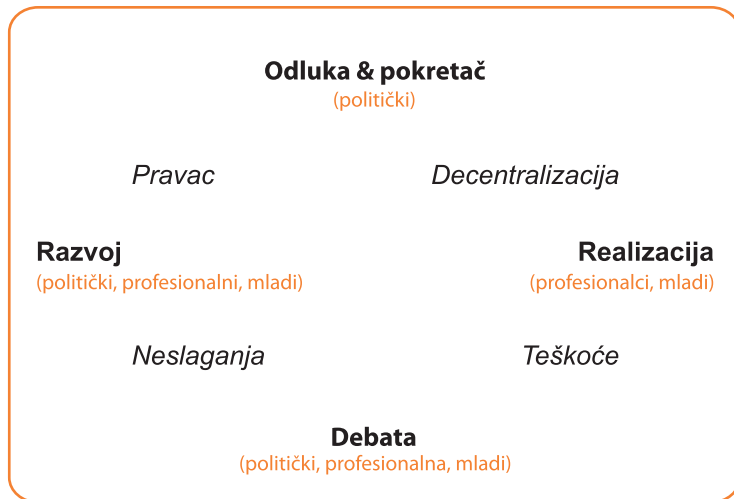 Odluka & pokretač
(politički)
Pravac
Decentralizacija
Razvoj
Realizacija
(politički, profesionalni, mladi)
(profesionalci, mladi)
Neslaganja
Teškoće
Debata
(politički, profesionalna, mladi)